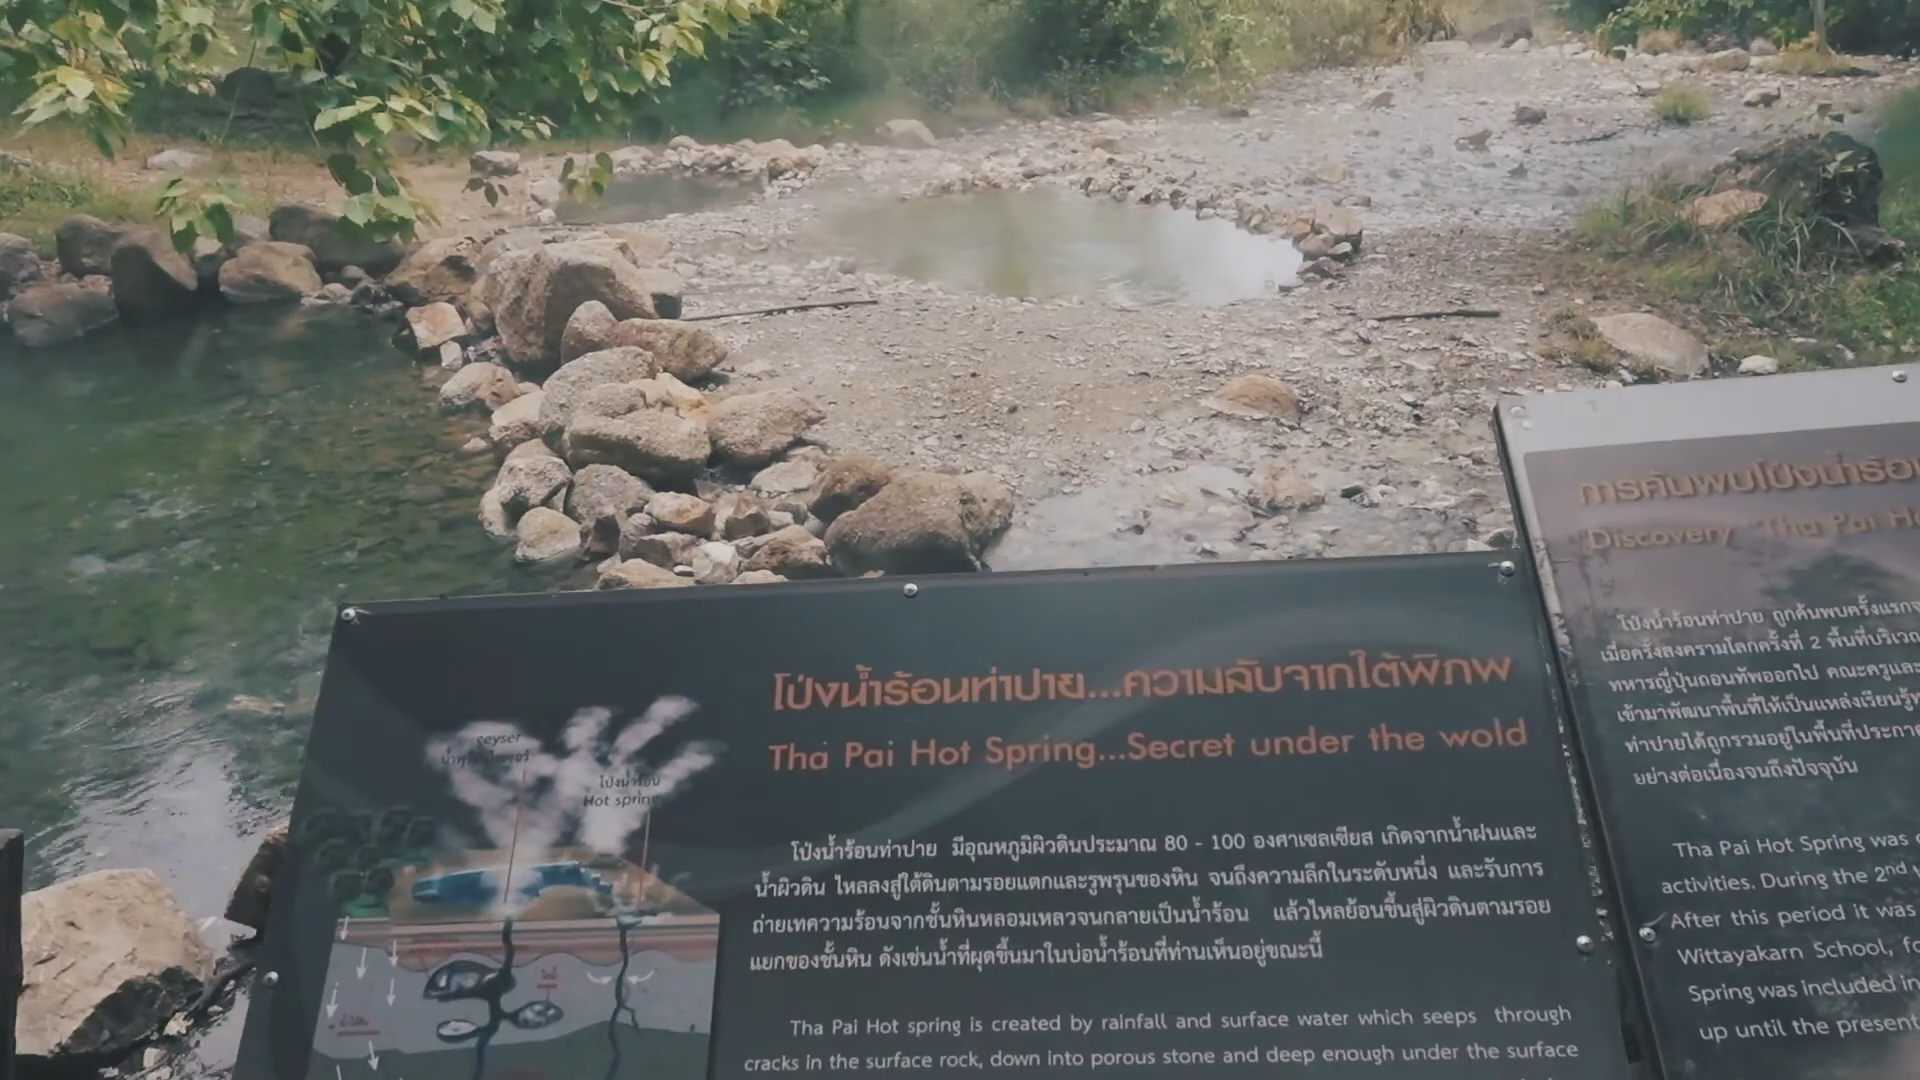 โป่งน้ำร้อนท่าปาย...ความลับจากใต้พิภพ
Tha Pai Hot Spring...Secret under the wold
geyser
โป่งน้ำร้อน
Hot spring
โป่งน้ำร้อนท่าปาย มีอุณหภูมิผิวดินประมาณ 80 - 100 องศาเซลเซียส เกิดจากน้ำฝนและ
น้ำผิวดิน ไหลลงสู่ใต้ดินตามรอยแตกและรูพรุนของหิน จนถึงความลึกในระดับหนึ่ง และรับการ
ถ่ายเทความร้อนจากชั้นหินหลอมเหลวจนกลายเป็นน้ำร้อน แล้วไหลย้อนขึ้นสู่ผิวดินตามรอย
แยกของชั้นหิน ดังเช่นน้ำที่ผุดขึ้นมาในบ่อน้ำร้อนที่ท่านเห็นอยู่ขณะนี้
Tha Pai Hot spring is created by rainfall and surface water which seeps through
cracks in the surface rock, down into porous stone and deep enough under the surface
การค้นพบโป่งน้ำร้อน
Discovery "Tha Pai
โป่งน้ำร้อนท่าปาย ถูกค้นพบครั้งแรก
เมื่อครั้งสงครามโลกครั้งที่ 2 พื้นที่บริเวณ
ทหารญี่ปุ่นถอนทัพออกไป คณะครูและ
เข้ามาพัฒนาพื้นที่ให้เป็นแหล่งเรียนรู้
ท่าปายได้ถูกรวมอยู่ในพื้นที่ประกาศ
อย่างต่อเนื่องจนถึงปัจจุบัน
Tha Pai Hot Spring was
activities. During the 2nd
After this period it was
Wittayakarn School,
Spring was included in
up until the present